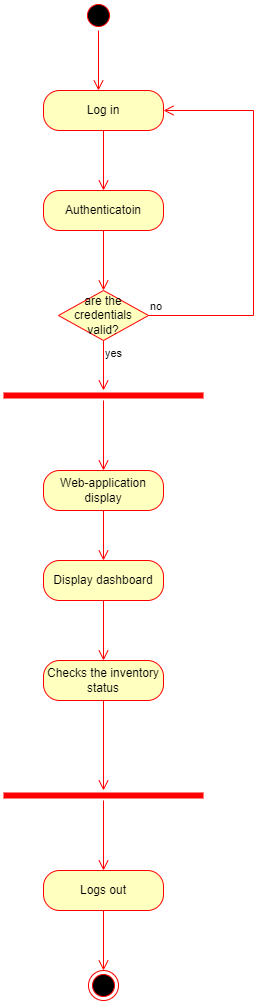 Log in
Authenticatoin
are the
credentials
valid?
no
yes
Web-application
display
Display dashboard
Checks the inventory
status
Logs out